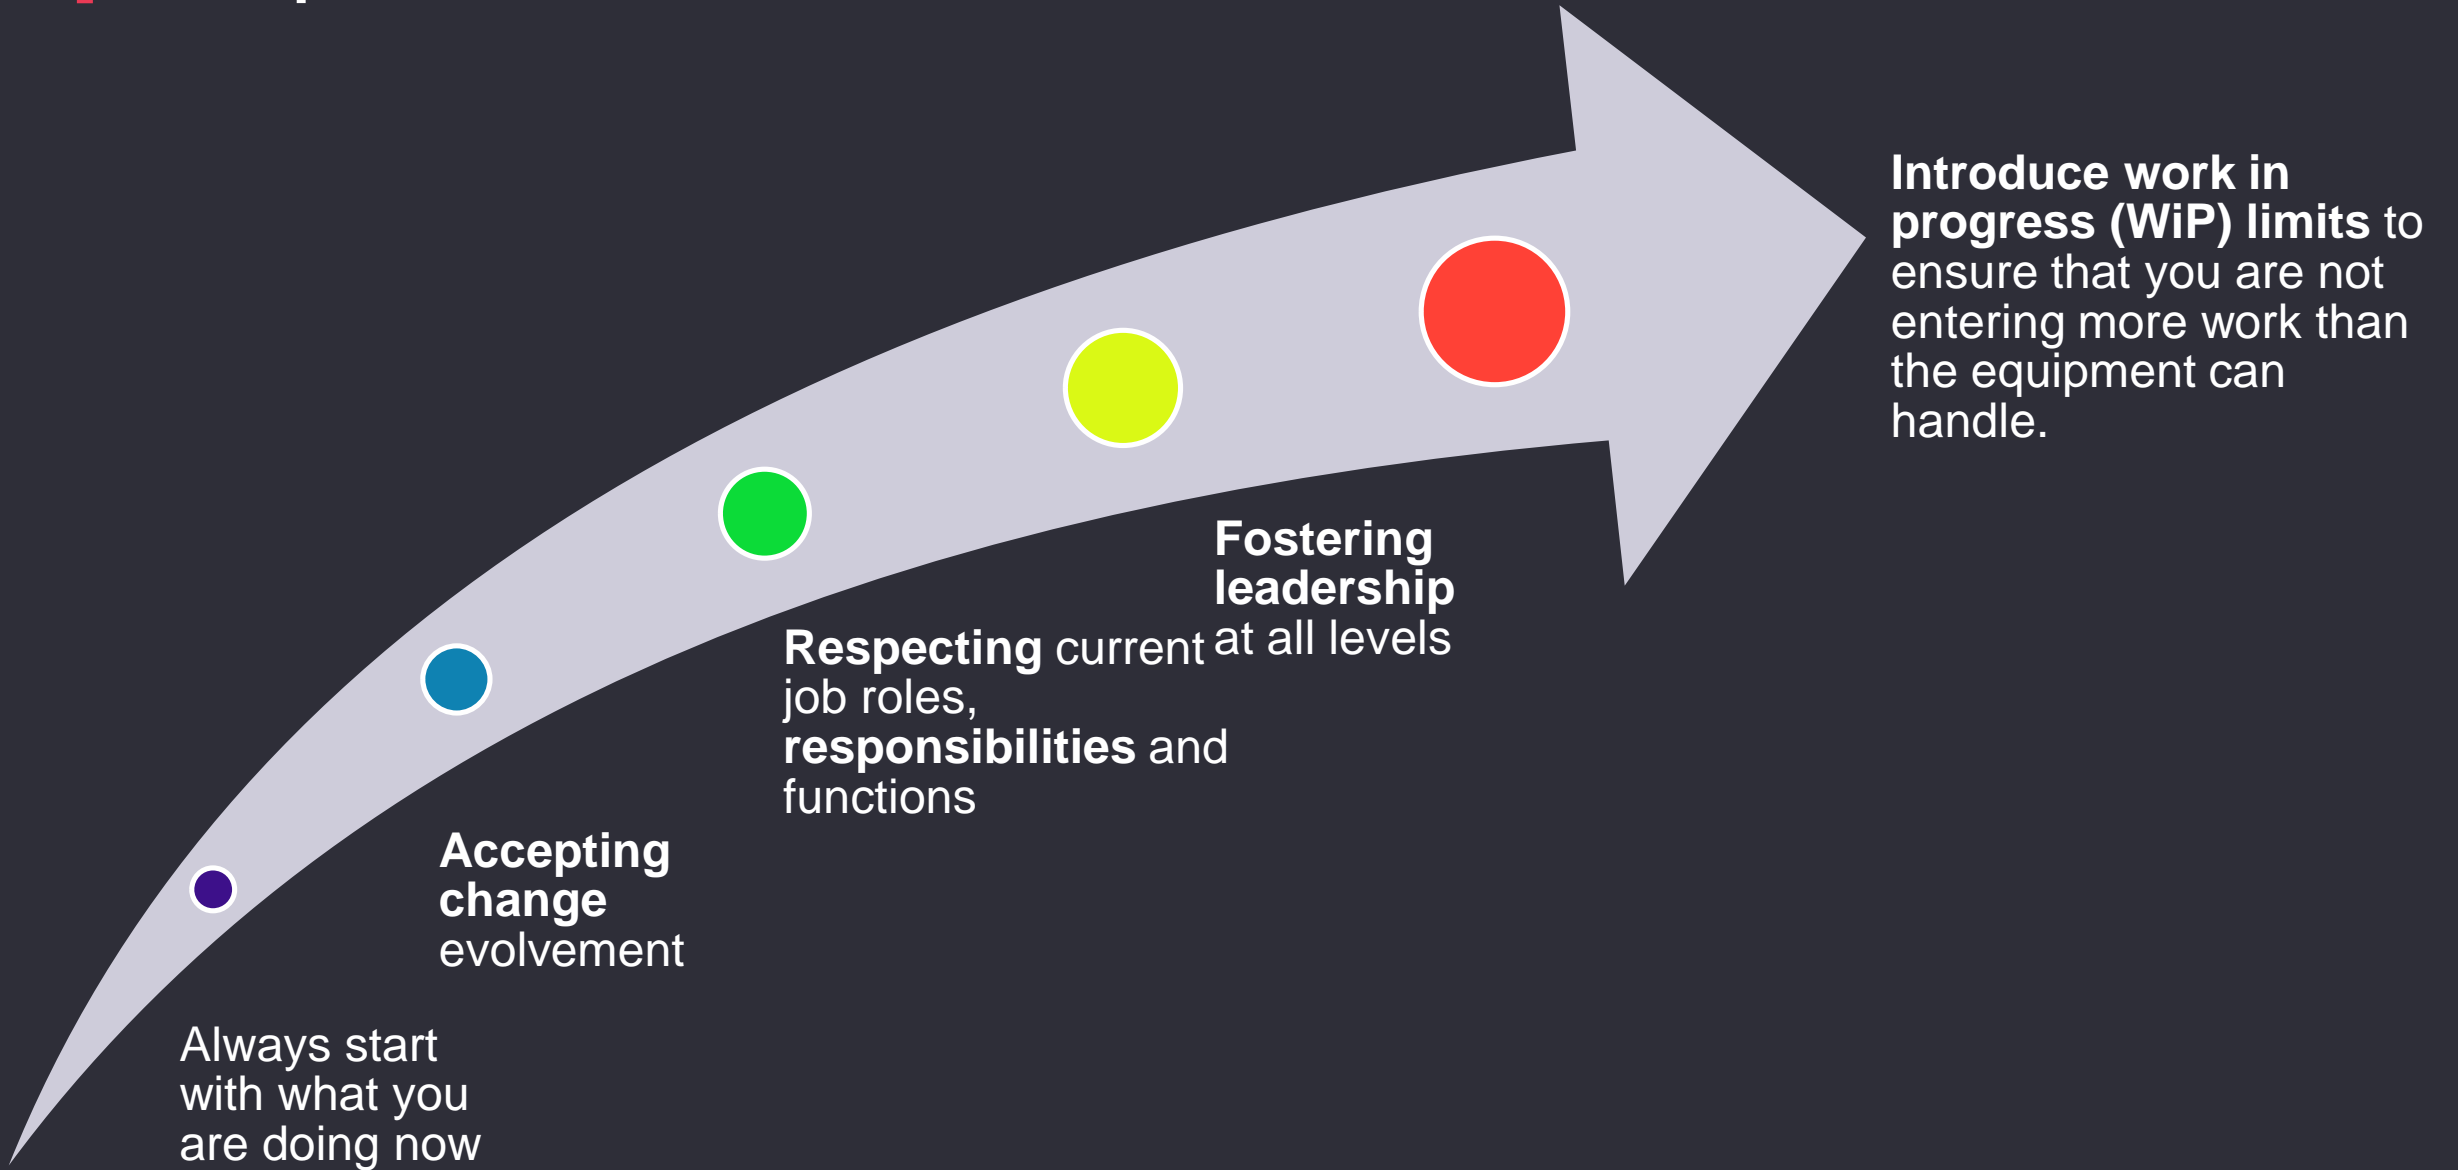 Always start
with what you
are doing now
Accepting
change
evolvement
Respecting current
job roles,
responsibilities and
functions
Fostering
leadership
at all levels
Introduce work in
progress (WiP) limits to
ensure that you are not
entering more work than
the equipment can
handle.